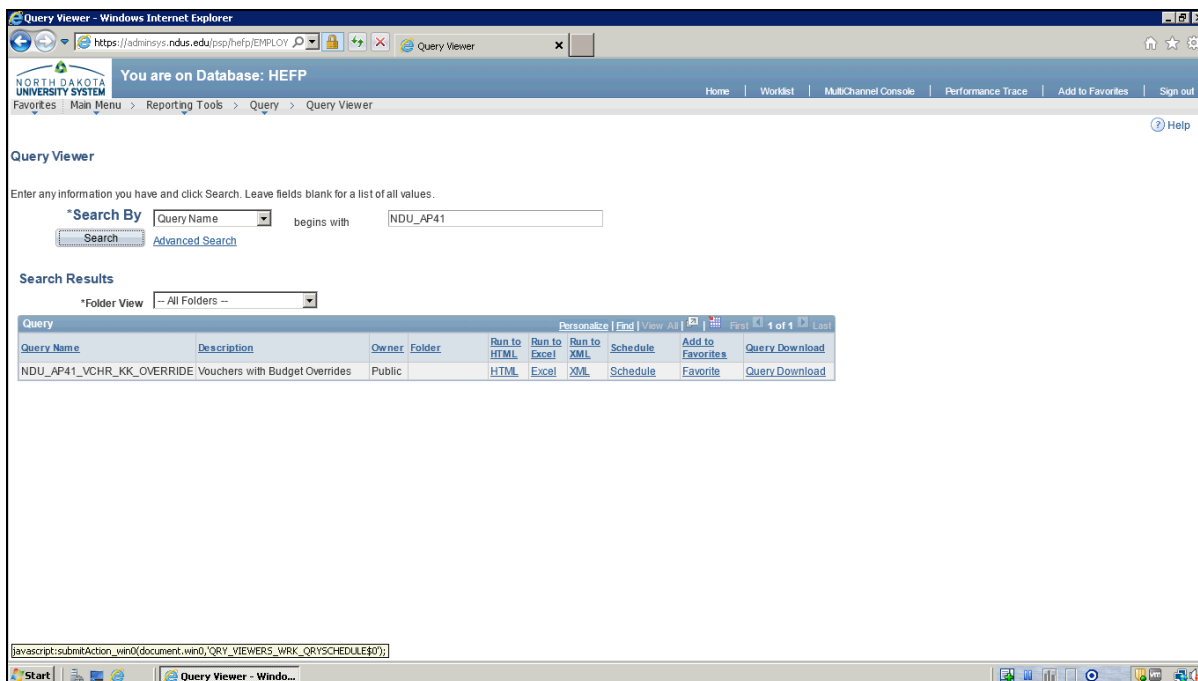 Query Viewer - Windows Internet Explorer
https://adminsys.ndus.edu/psp/hefp/EMPLOY
Query Viewer
NORTH DAKOTA
UNIVERSITY SYSTEM
You are on Database: HEFP
Home | Worklist | MultiChannel Console | Performance Trace | Add to Favorites | Sign out
Favorites | Main Menu > Reporting Tools > Query > Query Viewer
Help
Query Viewer
Enter any information you have and click Search. Leave fields blank for a list of all values.
*Search By Query Name begins with NDU_AP41
Search Advanced Search
Search Results
*Folder View -- All Folders --
Query Personalize | Find | View All | First 1 of 1 Last
Query Name Description Owner Folder Run to HTML Run to Excel Run to XML Schedule Add to Favorites Query Download
NDU_AP41_VCHR_KK_OVERRIDE Vouchers with Budget Overrides Public HTML Excel XML Schedule Favorite Query Download
javascript:submitAction_win0(document.win0,'QRY_VIEWERS_WRK_QRYSCHEDULE$0');
Start Query Viewer - Windo...